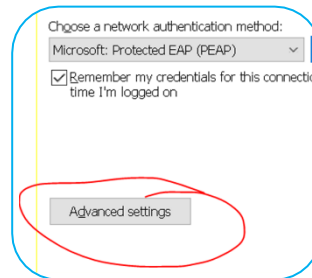 Choose a network authentication method:
Microsoft: Protected EAP (PEAP)
Remember my credentials for this
time I'm logged on
Advanced settings